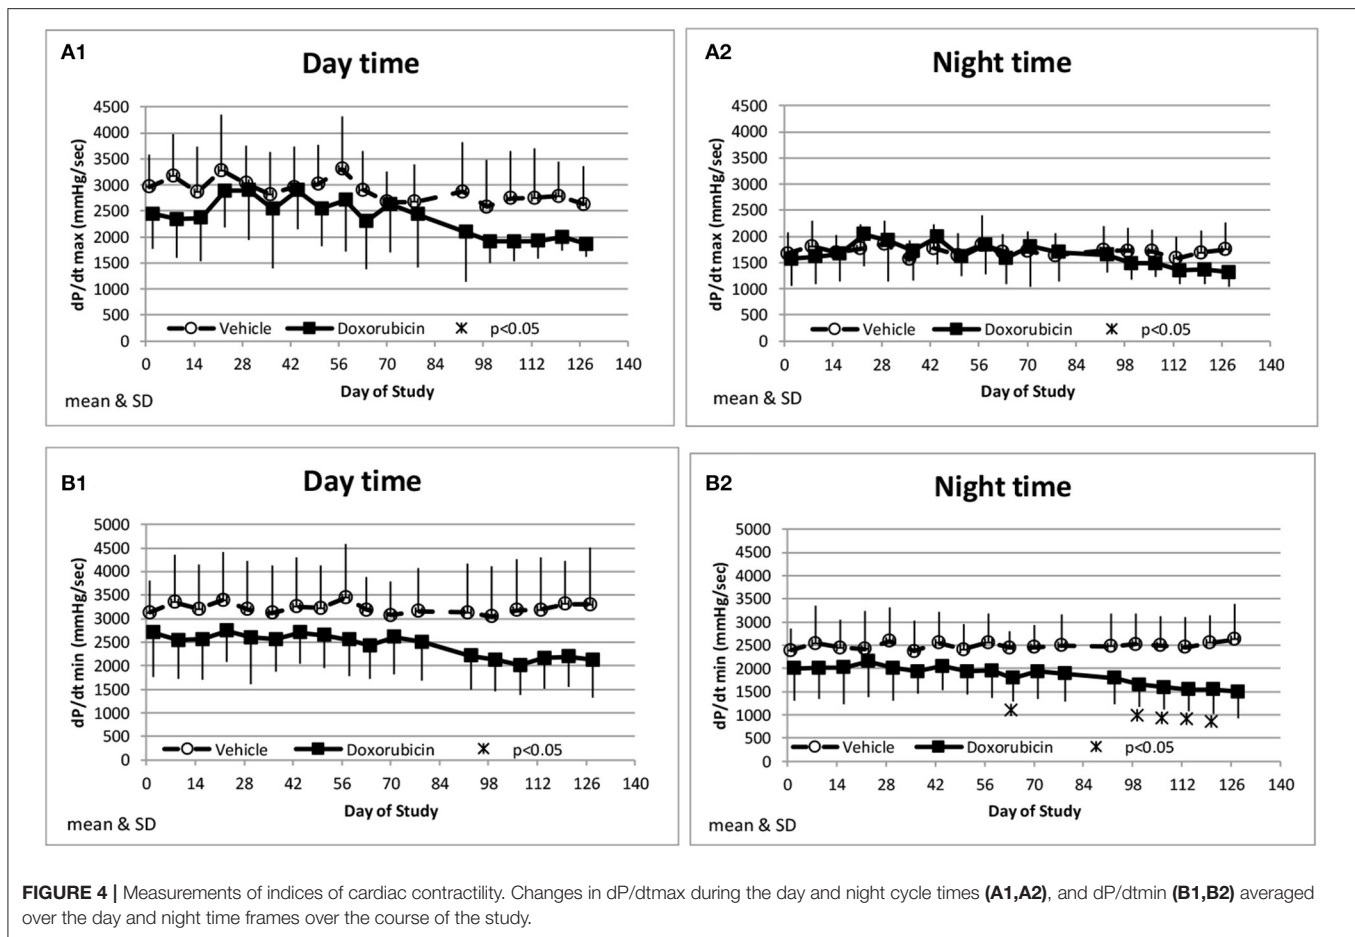 A1
Day time
4500
4000
3500
3000
2500
2000
1500
1000
500
0
dP/dt max (mmHg/sec)
Vehicle Doxorubicin p<0.05
0 14 28 42 56 70 84 98 112 126 140
Day of Study
mean & SD
A2
Night time
4500
4000
3500
3000
2500
2000
1500
1000
500
0
dP/dt max (mmHg/sec)
Vehicle Doxorubicin p<0.05
0 14 28 42 56 70 84 98 112 126 140
Day of Study
mean & SD
B1
Day time
5000
4500
4000
3500
3000
2500
2000
1500
1000
500
0
dP/dt min (mmHg/sec)
Vehicle Doxorubicin p<0.05
0 14 28 42 56 70 84 98 112 126 140
Day of Study
mean & SD
B2
Night time
5000
4500
4000
3500
3000
2500
2000
1500
1000
500
0
dP/dt min (mmHg/sec)
Vehicle Doxorubicin p<0.05
0 14 28 42 56 70 84 98 112 126 140
Day of Study
mean & SD
FIGURE 4 | Measurements of indices of cardiac contractility. Changes in dP/dtmax during the day and night cycle times (A1,A2), and dP/dtmin (B1,B2) averaged
over the day and night time frames over the course of the study.